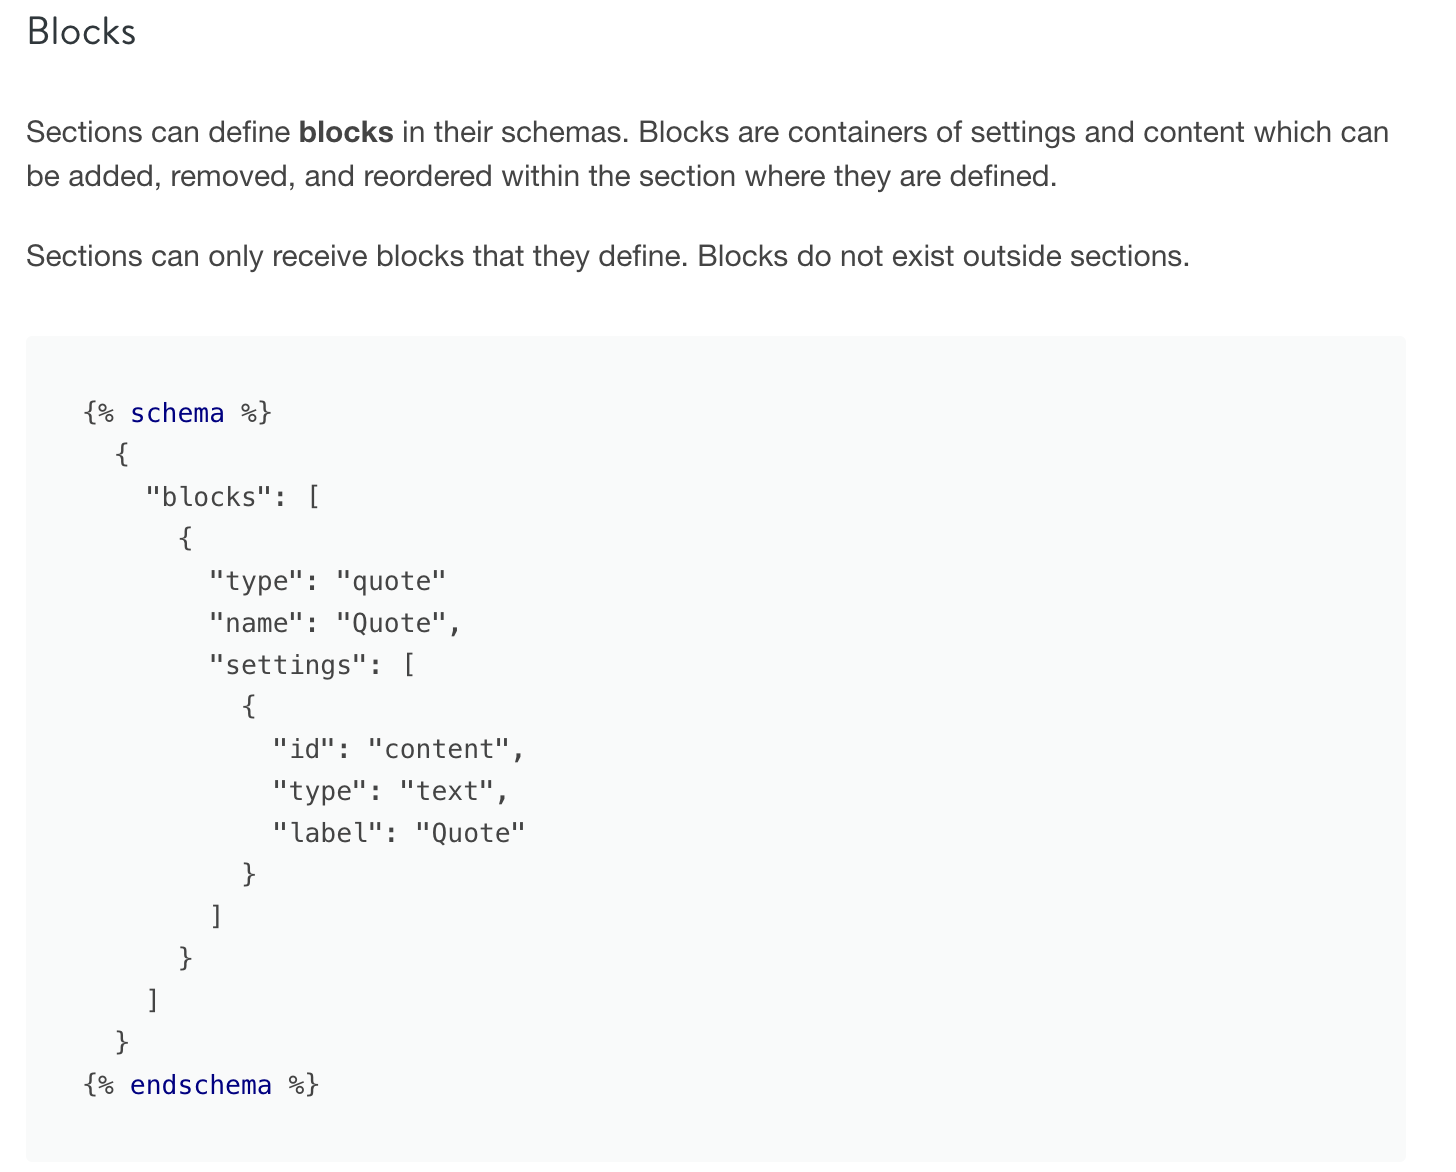 Blocks
Sections can define blocks in their schemas. Blocks are containers of settings and content which can
be added, removed, and reordered within the section where they are defined.
Sections can only receive blocks that they define. Blocks do not exist outside sections.
{% schema %}
  {
    "blocks": [
      {
        "type": "quote"
        "name": "Quote",
        "settings": [
          {
            "id": "content",
            "type": "text",
            "label": "Quote"
          }
        ]
      }
    ]
  }
{% endschema %}